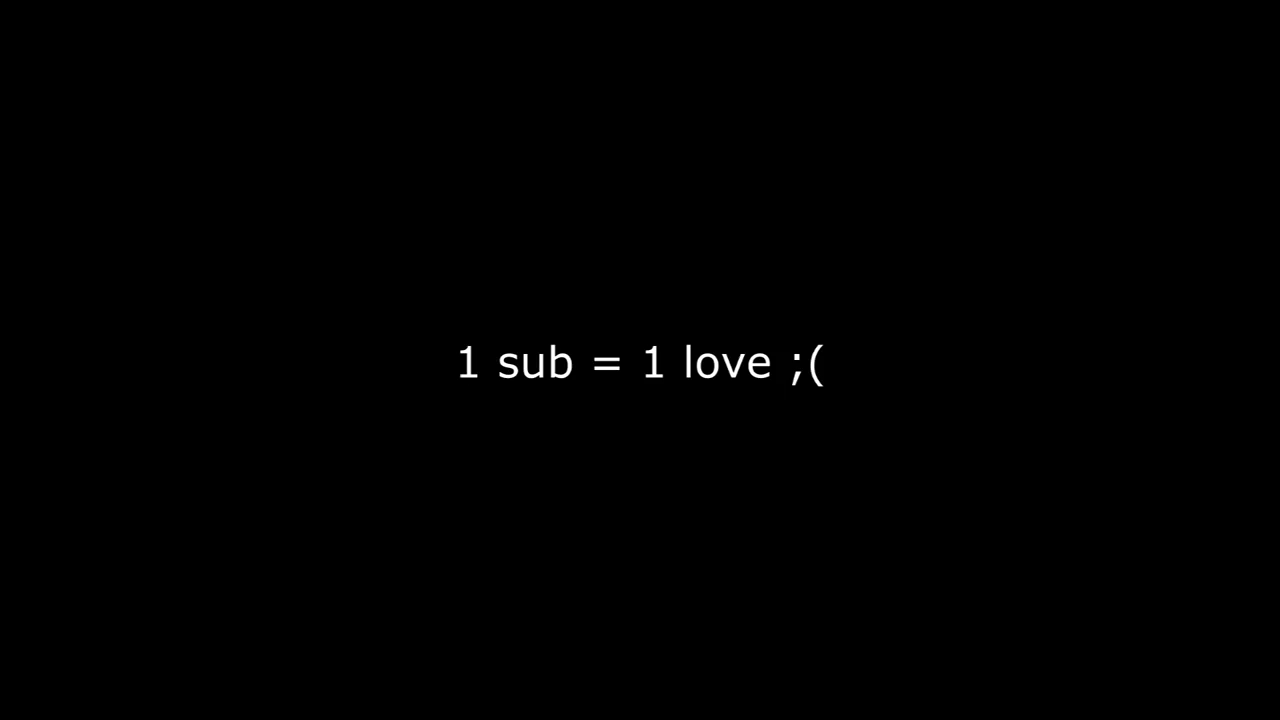 1 sub = 1 love ;(